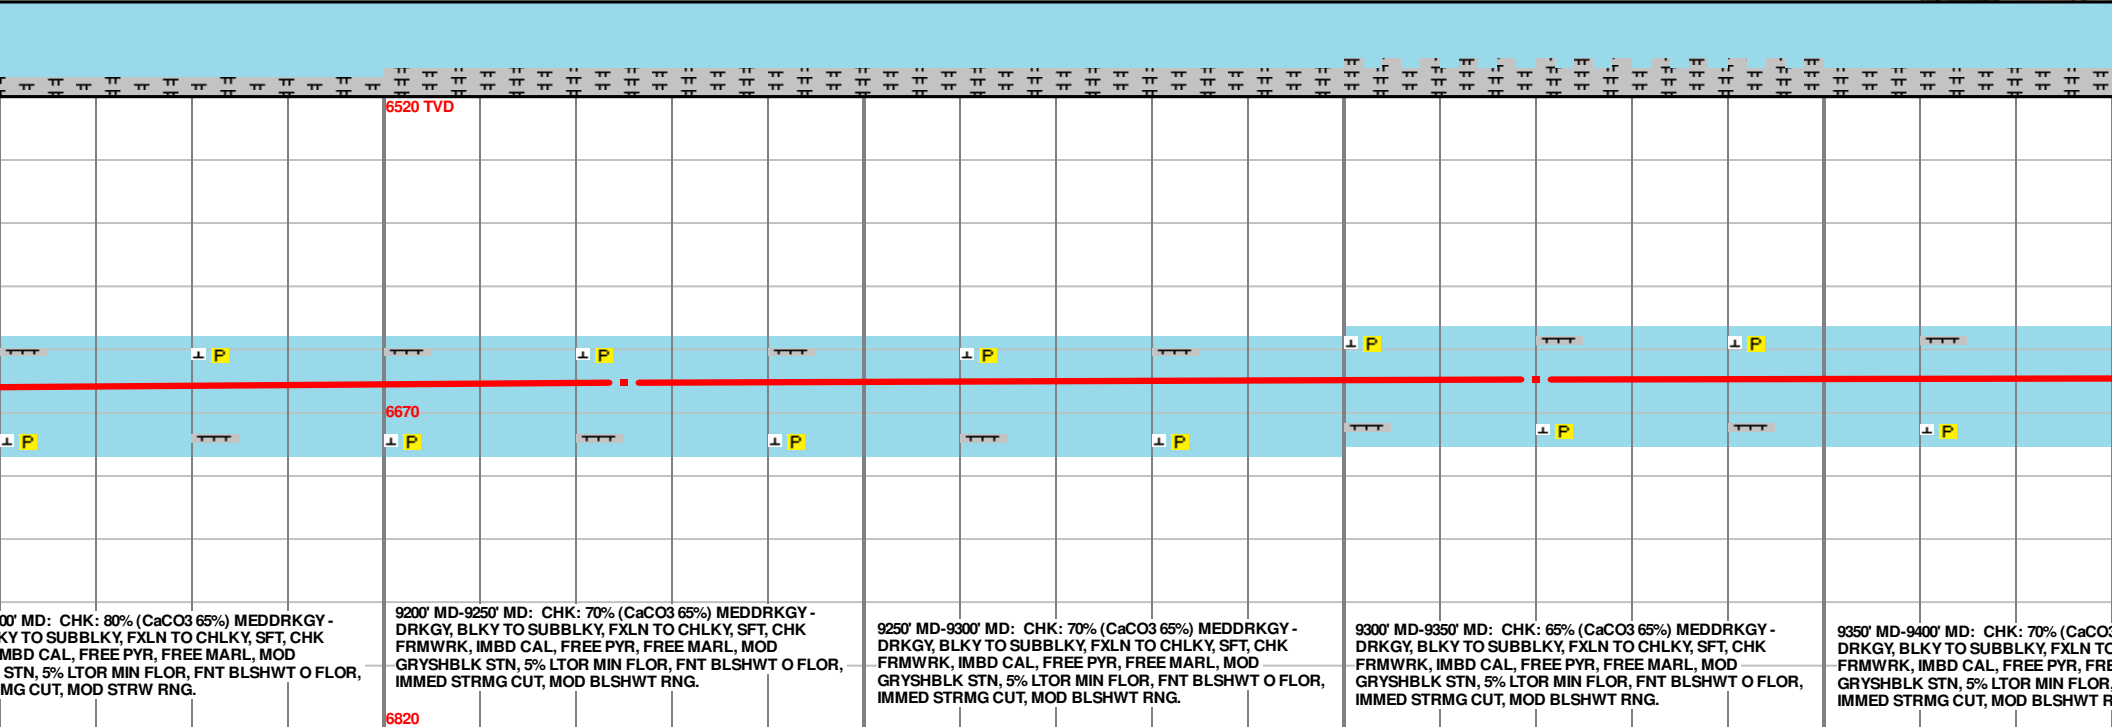 6520 TVD
P
P
P
P
P
P
6670
P
P
P
P
P
P
00' MD: CHK: 80% (CaCO3 65%) MEDDRKGY -
KY TO SUBBLKY, FXLN TO CHLKY, SFT, CHK
MBD CAL, FREE PYR, FREE MARL, MOD
STN, 5% LTOR MIN FLOR, FNT BLSHWT O FLOR,
MG CUT, MOD STRW RNG.
9200' MD-9250' MD: CHK: 70% (CaCO3 65%) MEDDRKGY -
DRKGY, BLKY TO SUBBLKY, FXLN TO CHLKY, SFT, CHK
FRMWRK, IMBD CAL, FREE PYR, FREE MARL, MOD
GRYSHBLK STN, 5% LTOR MIN FLOR, FNT BLSHWT O FLOR,
IMMED STRMG CUT, MOD BLSHWT RNG.
9250' MD-9300' MD: CHK: 70% (CaCO3 65%) MEDDRKGY -
DRKGY, BLKY TO SUBBLKY, FXLN TO CHLKY, SFT, CHK
FRMWRK, IMBD CAL, FREE PYR, FREE MARL, MOD
GRYSHBLK STN, 5% LTOR MIN FLOR, FNT BLSHWT O FLOR,
IMMED STRMG CUT, MOD BLSHWT RNG.
9300' MD-9350' MD: CHK: 65% (CaCO3 65%) MEDDRKGY -
DRKGY, BLKY TO SUBBLKY, FXLN TO CHLKY, SFT, CHK
FRMWRK, IMBD CAL, FREE PYR, FREE MARL, MOD
GRYSHBLK STN, 5% LTOR MIN FLOR, FNT BLSHWT O FLOR,
IMMED STRMG CUT, MOD BLSHWT RNG.
9350' MD-9400' MD: CHK: 70% (CaCO3
DRKGY, BLKY TO SUBBLKY, FXLN TO
FRMWRK, IMBD CAL, FREE PYR, FRE
GRYSHBLK STN, 5% LTOR MIN FLOR,
IMMED STRMG CUT, MOD BLSHWT R
6820